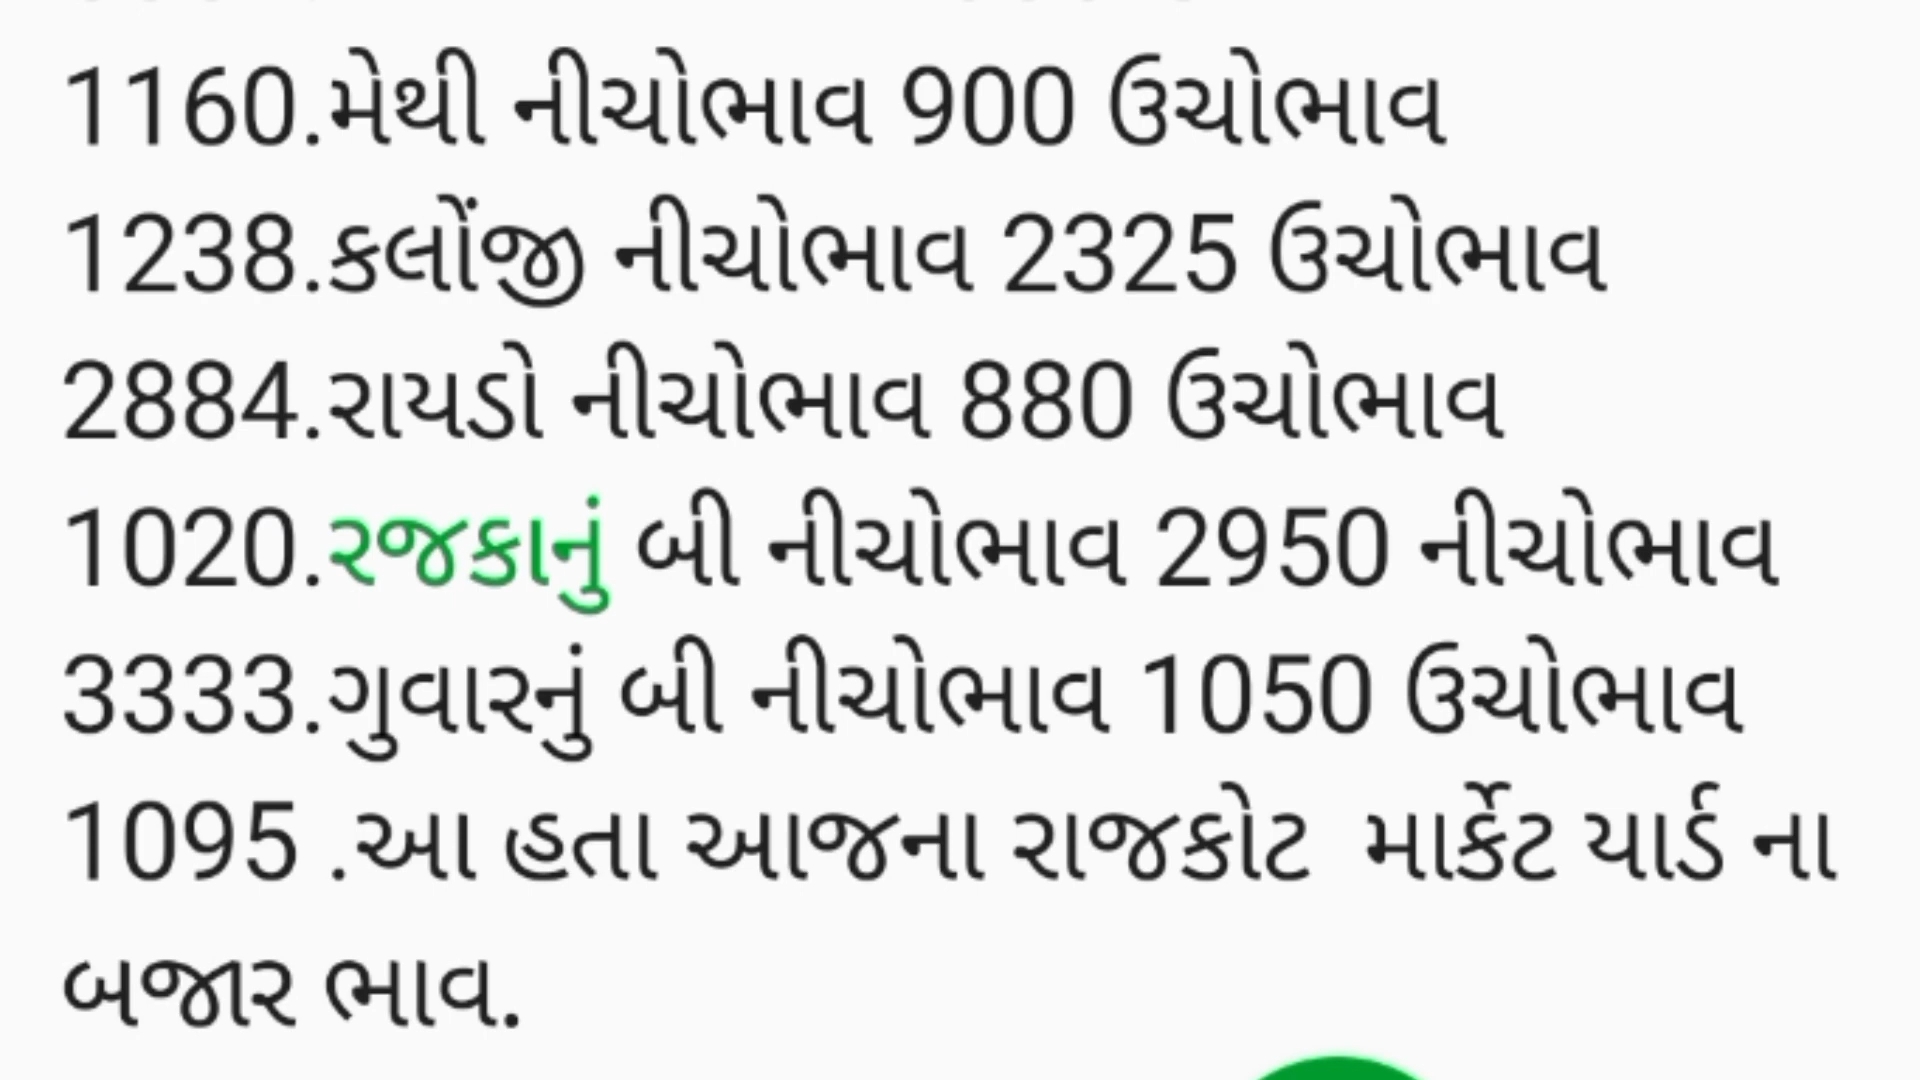 1160.મેથી નીચોભાવ 900 ઉચોભાવ
1238.કલોંજી નીચોભાવ 2325 ઉચોભાવ
2884.રાયડો નીચોભાવ 880 ઉચોભાવ
1020.રજકાનું બી નીચોભાવ 2950 નીચોભાવ
3333.ગુવારનું બી નીચોભાવ 1050 ઉચોભાવ
1095 .આ હતા આજના રાજકોટ  માર્કેટ યાર્ડ ના
બજાર ભાવ.